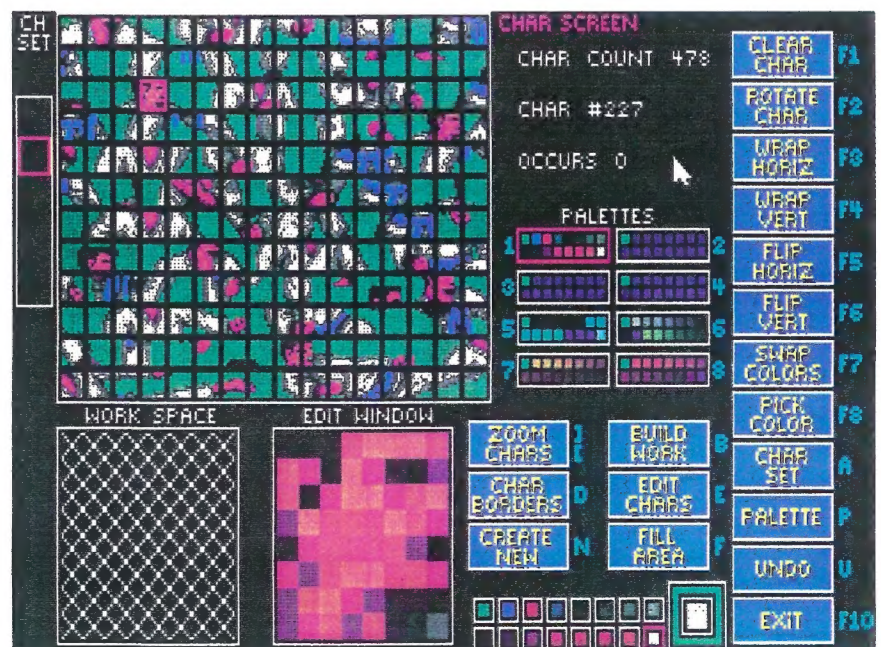 CH
SET
CHAR SCREEN
CHAR COUNT 478
CHAR #227
OCCURS 0
PALETTES
1
2
3
4
5
6
7
8
CLEAR
CHAR
F1
ROTATE
CHAR
F2
WRAP
HORIZ
F3
WRAP
VERT
F4
FLIP
HORIZ
F5
FLIP
VERT
F6
SWAP
COLORS
F7
PICK
COLOR
F8
CHAR
SET
A
PALETTE
P
UNDO
U
EXIT
F10
WORK SPACE
EDIT WINDOW
ZOOM
CHARS
]
[
BUILD
WORK
B
CHAR
BORDERS
D
EDIT
CHARS
E
CREATE
NEW
N
FILL
AREA
F